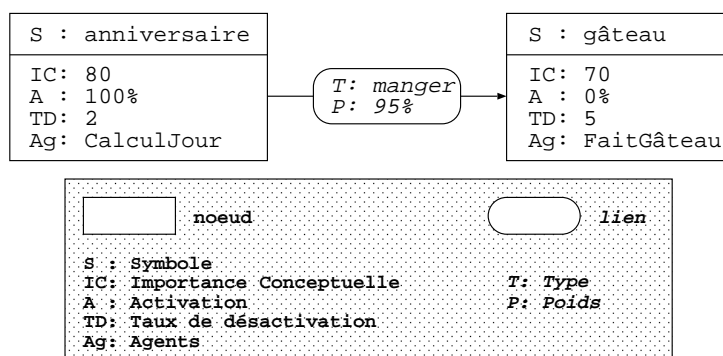 S : anniversaire
IC: 80
A : 100%
TD: 2
Ag: CalculJour
T: manger
P: 95%
S : gâteau
IC: 70
A : 0%
TD: 5
Ag: FaitGâteau
noeud
lien
S : Symbole
IC: Importance Conceptuelle
A : Activation
TD: Taux de désactivation
Ag: Agents
T: Type
P: Poids